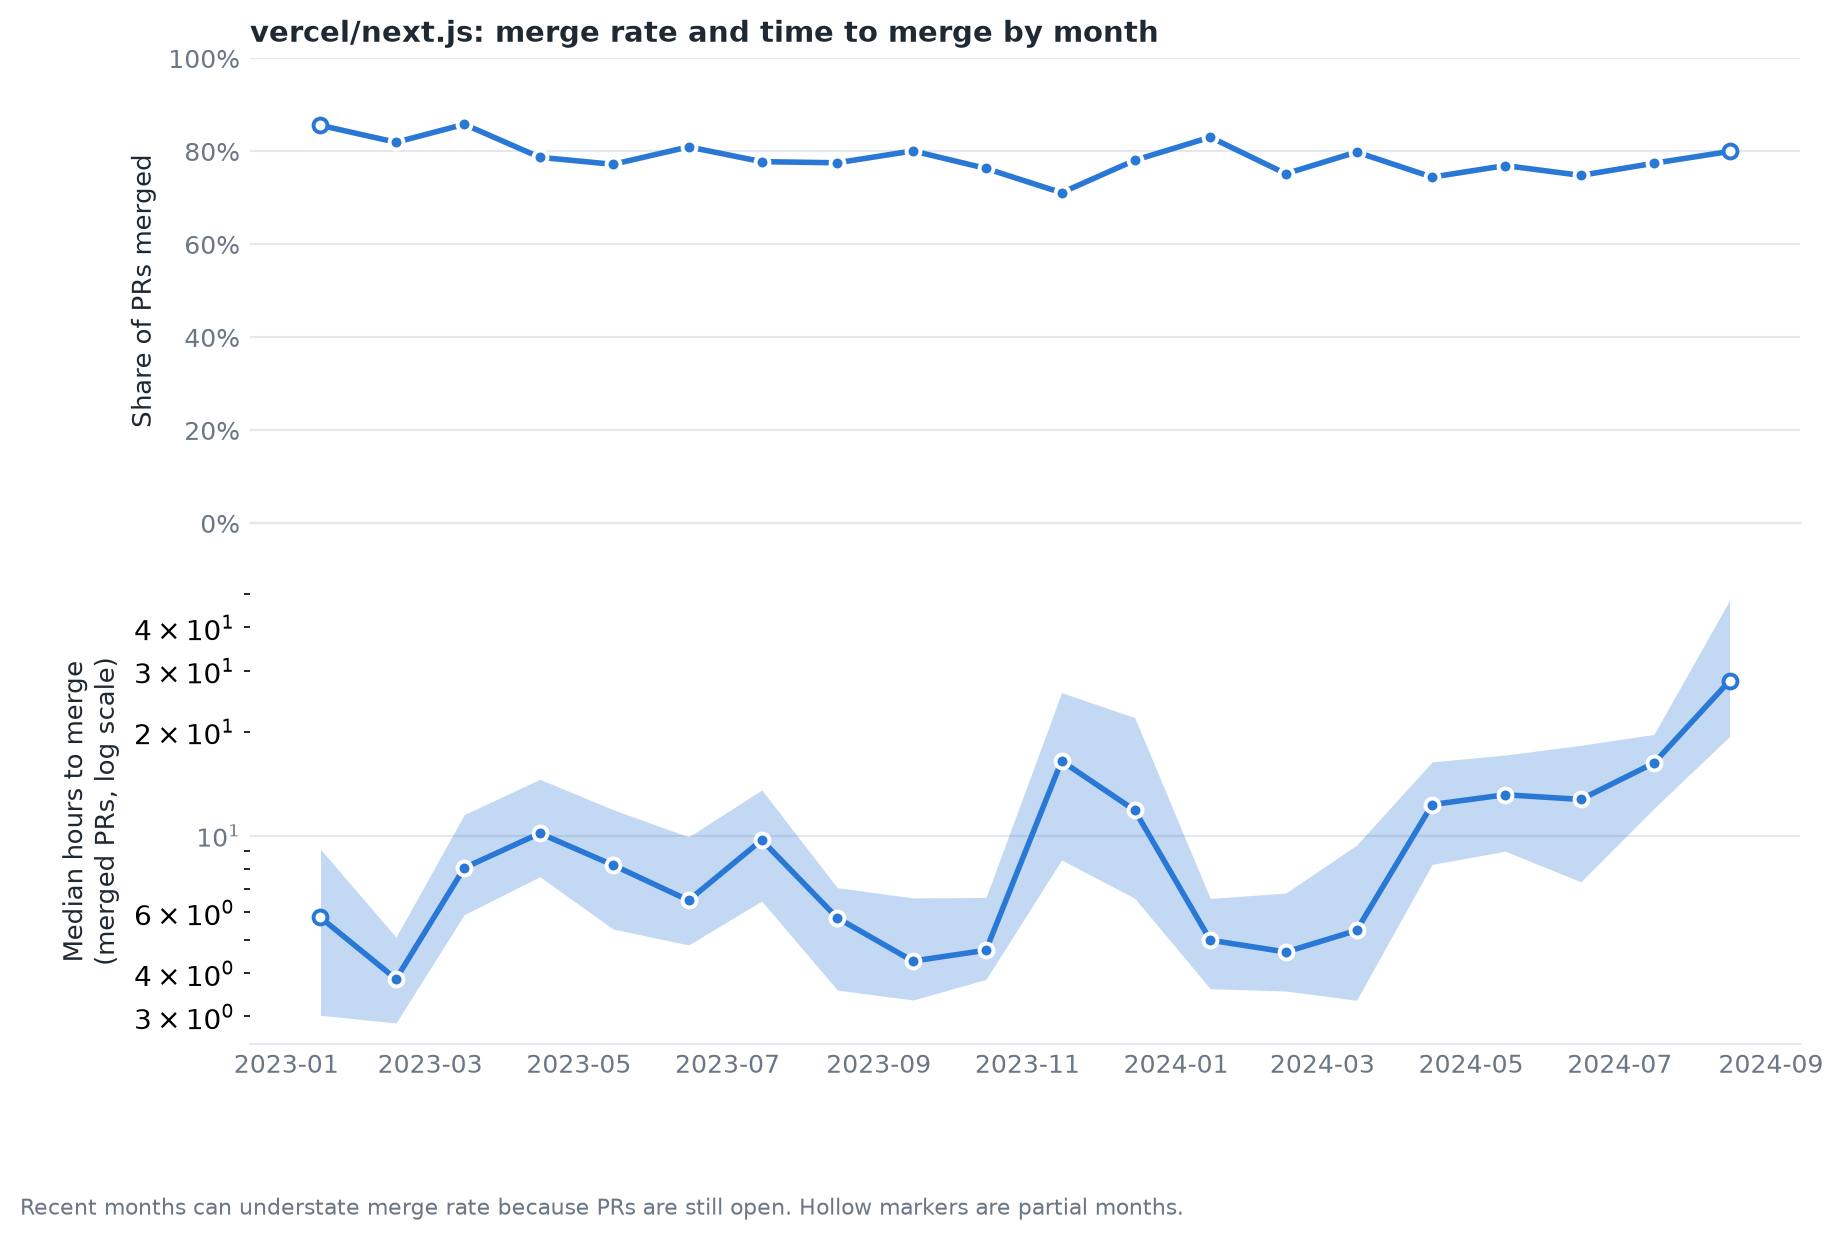 vercel/next.js: merge rate and time to merge by month
100%
80%
60%
40%
20%
0%
Share of PRs merged
4 × 10¹
3 × 10¹
2 × 10¹
10¹
6 × 10⁰
4 × 10⁰
3 × 10⁰
Median hours to merge
(merged PRs, log scale)
2023-01 2023-03 2023-05 2023-07 2023-09 2023-11 2024-01 2024-03 2024-05 2024-07 2024-09
Recent months can understate merge rate because PRs are still open. Hollow markers are partial months.